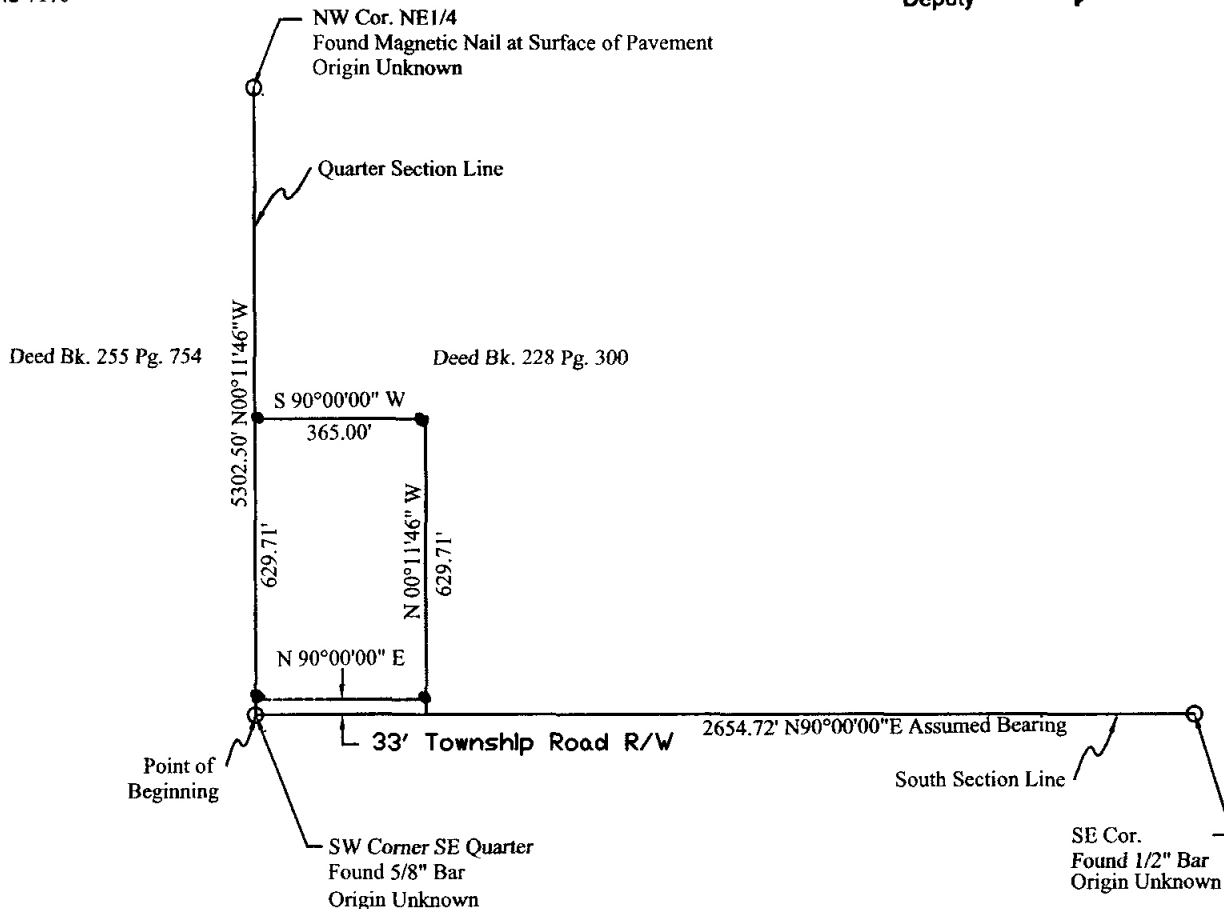 Deputy
NW Cor. NE1/4
Found Magnetic Nail at Surface of Pavement
Origin Unknown
Quarter Section Line
5302.50' N00°11'46"W
Deed Bk. 255 Pg. 754
Deed Bk. 228 Pg. 300
S 90°00'00" W
365.00'
629.71'
N 00°11'46" W
629.71'
N 90°00'00" E
33' Township Road R/W
2654.72' N90°00'00"E Assumed Bearing
Point of
Beginning
South Section Line
SW Corner SE Quarter
Found 5/8" Bar
Origin Unknown
SE Cor.
Found 1/2" Bar
Origin Unknown